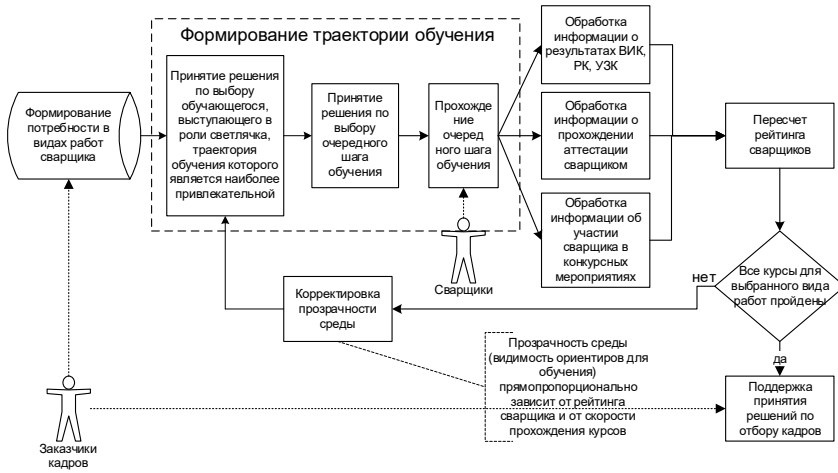 Формирование траектории обучения
Формирование
потребности в
видах работ
сварщика
Принятие решения
по выбору
обучающегося,
выступающего в
роли светлячка,
траектория
обучения которого
является наиболее
привлекательной
Принятие
решения по
выбору
очередного шага
обучения
Прохожде
ние
очеред
ного шага
обучения
Сварщики
Обработка
информации о
результатах ВИК,
РК, УЗК
Обработка
информации о
прохождении
аттестации
сварщиком
Обработка
информации об
участии
сварщика в
конкурсных
мероприятиях
Пересчет
рейтинга
сварщиков
Все курсы для
выбранного вида
работ пройдены
нет
да
Корректировка
прозрачности
среды
Прозрачность среды
(видимость ориентиров для
обучения)
прямопропорционально
зависит от рейтинга
сварщика и от скорости
прохождения курсов
Поддержка
принятия
решений по
отбору кадров
Заказчики
кадров